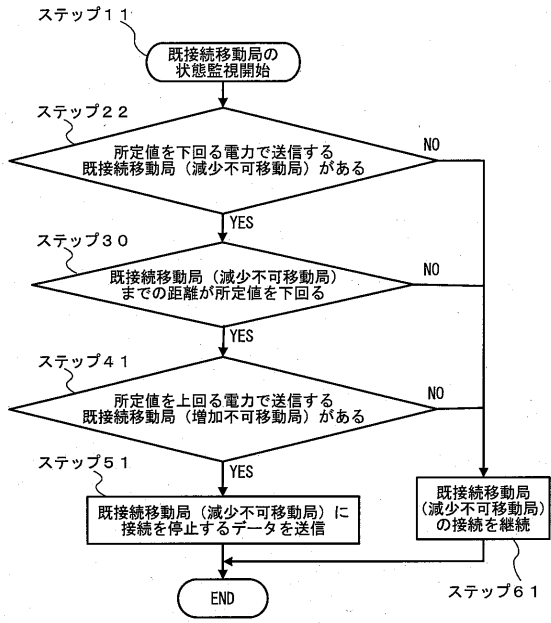 ステップ11
既接続移動局の
状態監視開始
ステップ22
所定値を下回る電力で送信する
既接続移動局（減少不可移動局）がある
NO
YES
ステップ30
既接続移動局（減少不可移動局）
までの距離が所定値を下回る
NO
YES
ステップ41
所定値を上回る電力で送信する
既接続移動局（増加不可移動局）がある
NO
YES
ステップ51
既接続移動局（減少不可移動局）に
接続を停止するデータを送信
既接続移動局
（減少不可移動局）
の接続を継続
ステップ61
END